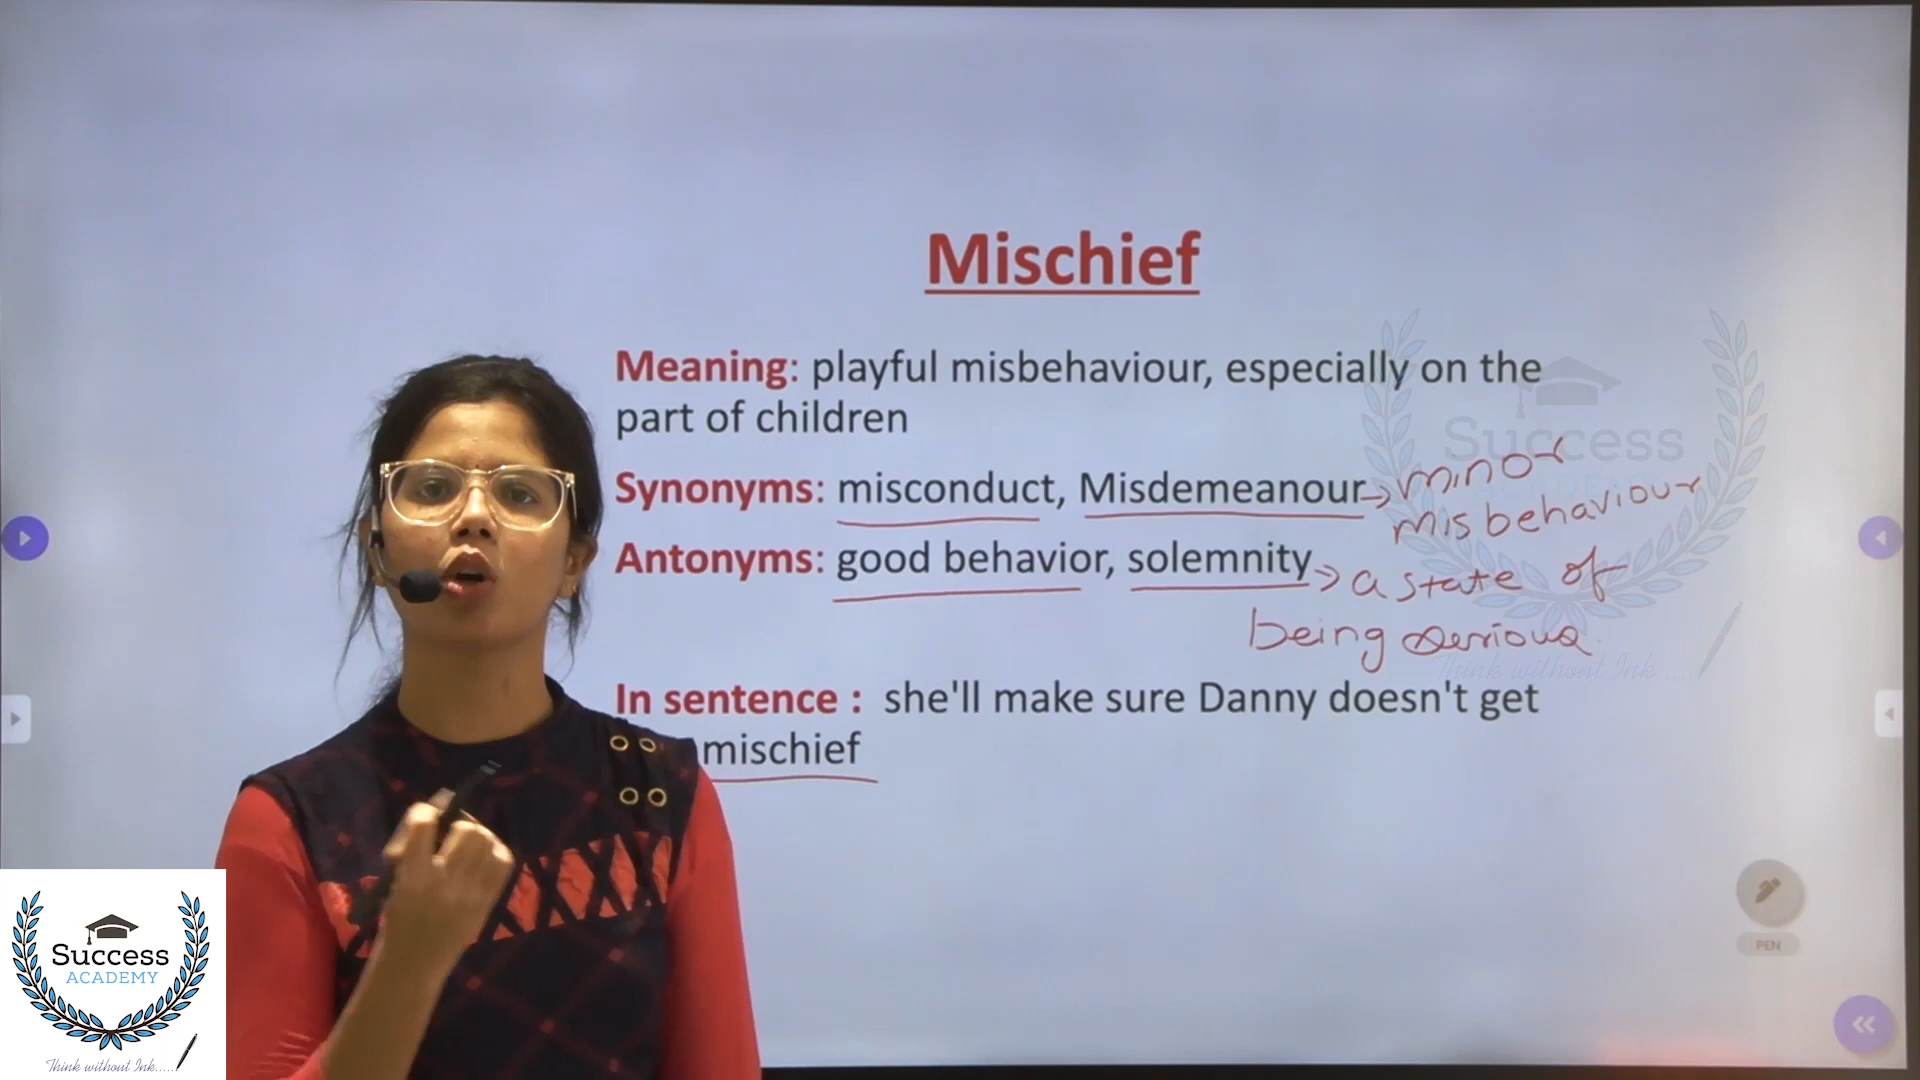 Mischief
Meaning: playful misbehaviour, especially on the
part of children
Synonyms: misconduct, Misdemeanour → minor
misbehaviour
Antonyms: good behavior, solemnity → a state of
being serious
In sentence : she'll make sure Danny doesn't get
mischief
Success
ACADEMY
Think without Ink.....
PEN
Success
ACADEMY
Think without Ink.....